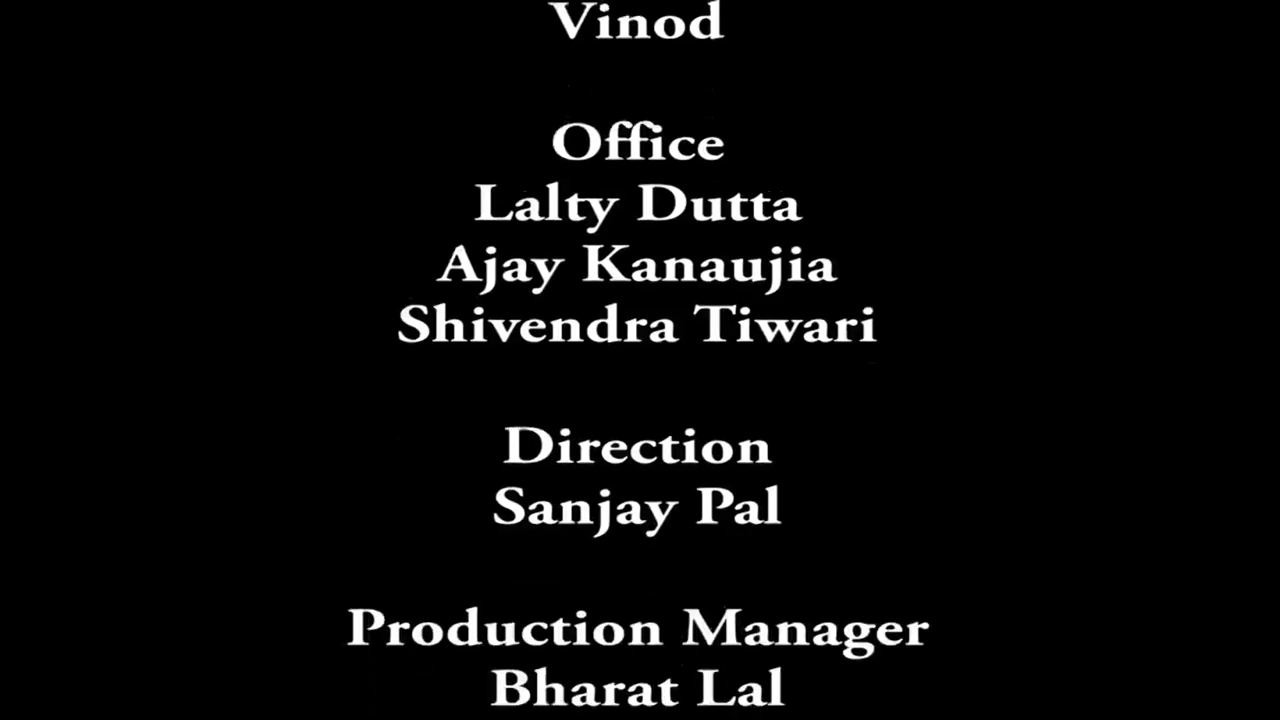 Vinod
Office
Lalty Dutta
Ajay Kanaujia
Shivendra Tiwari
Direction
Sanjay Pal
Production Manager
Bharat Lal